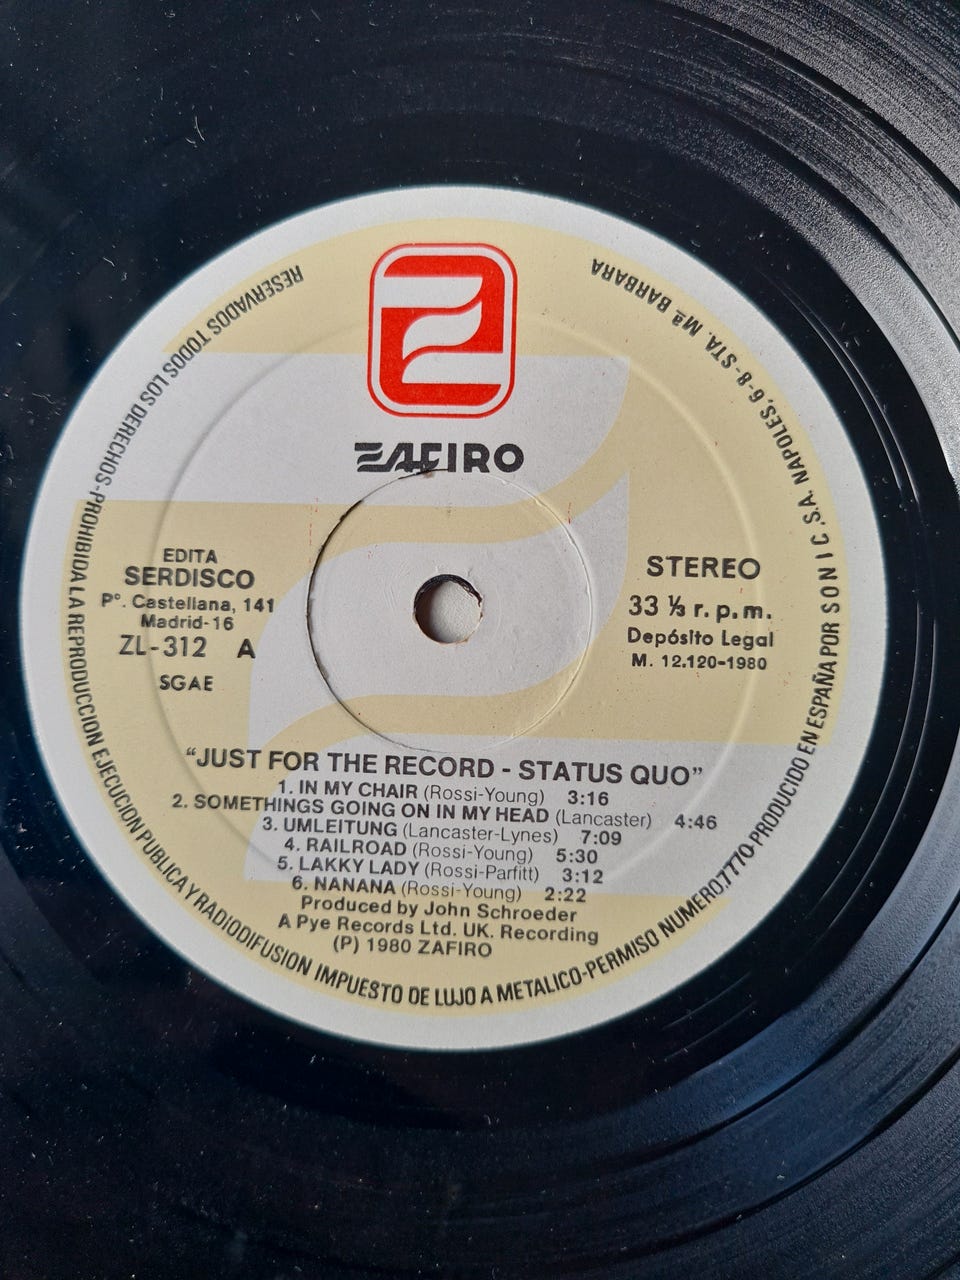 ZAFIRO
EDITA
SERDISCO
Pº. Castellana, 141
Madrid-16
ZL-312 A
SGAE
STEREO
33 ⅓ r.p.m.
Depósito Legal
M. 12.120-1980
“JUST FOR THE RECORD - STATUS QUO”
1. IN MY CHAIR (Rossi-Young) 3:16
2. SOMETHINGS GOING ON IN MY HEAD (Lancaster) 4:46
3. UMLEITUNG (Lancaster-Lynes) 7:09
4. RAILROAD (Rossi-Young) 5:30
5. LAKKY LADY (Rossi-Parfitt) 3:12
6. NANANA (Rossi-Young) 2:22
Produced by John Schroeder
A Pye Records Ltd. UK. Recording
(P) 1980 ZAFIRO
RESERVADOS TODOS LOS DERECHOS-PROHIBIDA LA REPRODUCCION EJECUCION PUBLICA Y RADIODIFUSION IMPUESTO DE LUJO A METALICO-PERMISO NUMERO,7770-PRODUCIDO EN ESPAÑA POR SONIC,S.A. NAPOLES,6-8-STA. Mª BARBARA